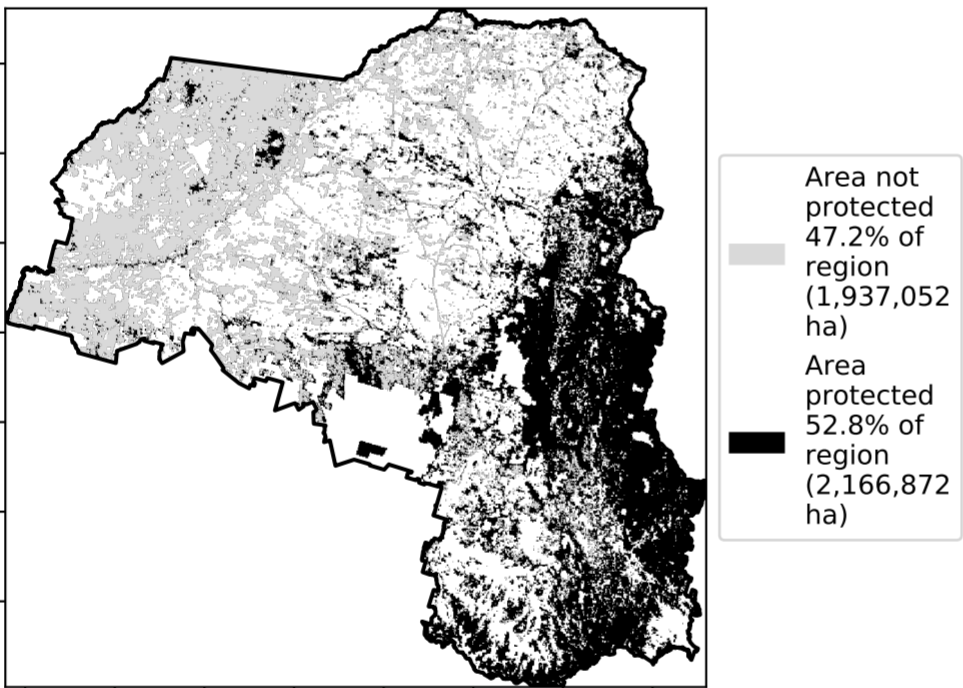 Area not
protected
47.2% of
region
(1,937,052
ha)
Area
protected
52.8% of
region
(2,166,872
ha)